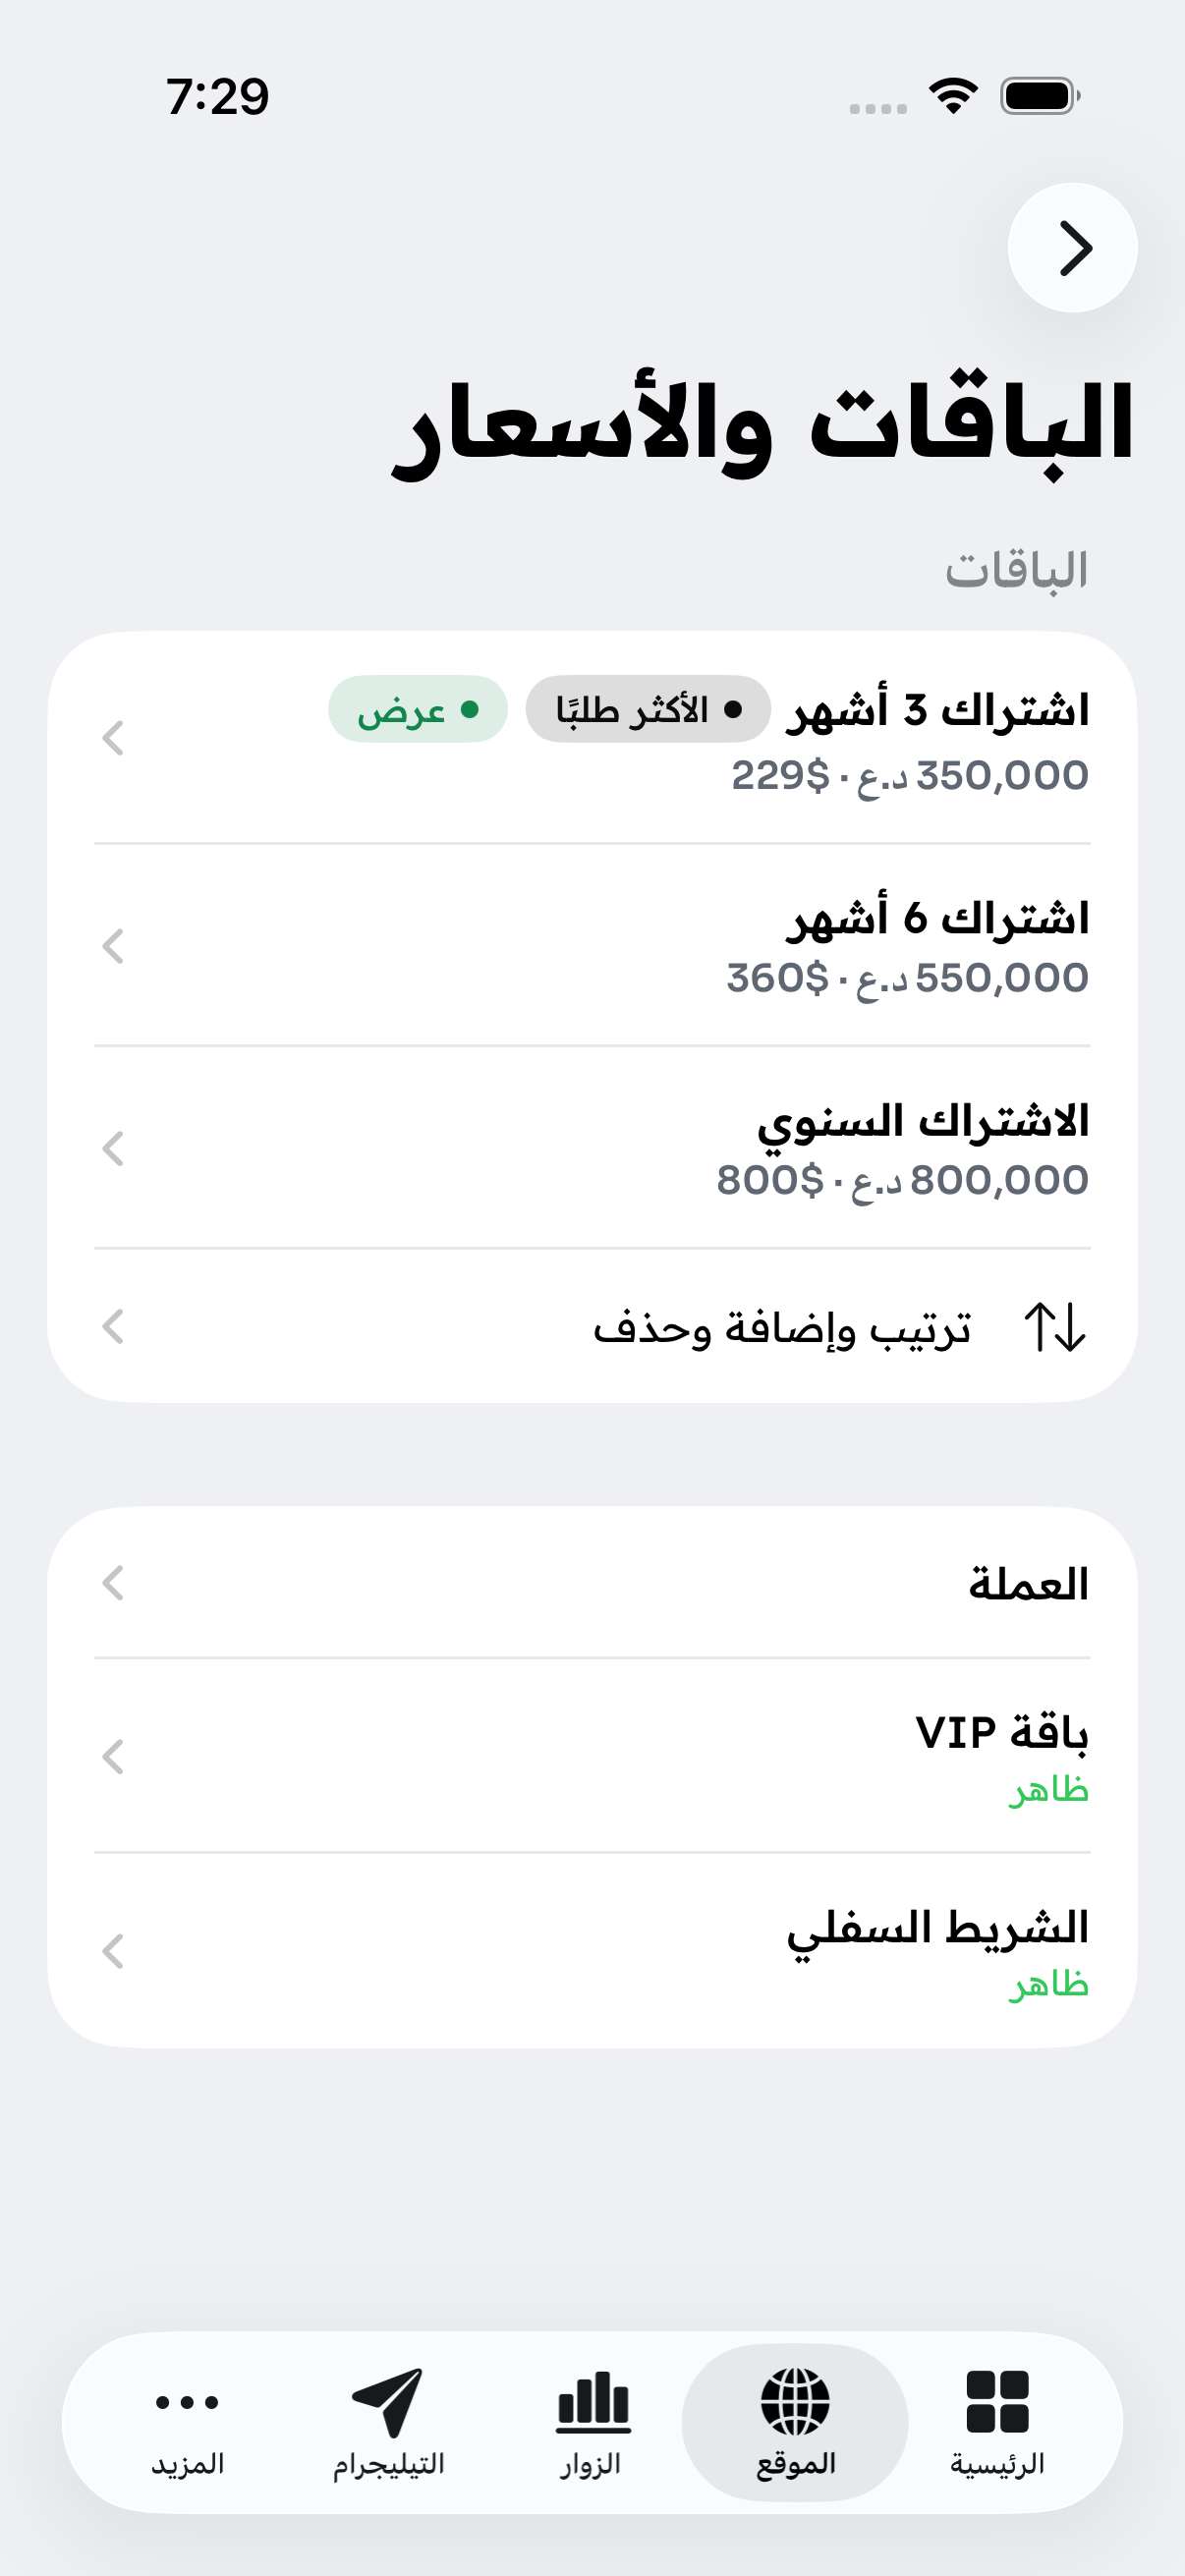 7:29
الباقات والأسعار
الباقات
اشتراك 3 أشهر الأكثر طلبًا عرض
350,000 د.ع · $229
اشتراك 6 أشهر
550,000 د.ع · $360
الاشتراك السنوي
800,000 د.ع · $800
ترتيب وإضافة وحذف
العملة
باقة VIP
ظاهر
الشريط السفلي
ظاهر
الرئيسية الموقع الزوار التيليجرام المزيد